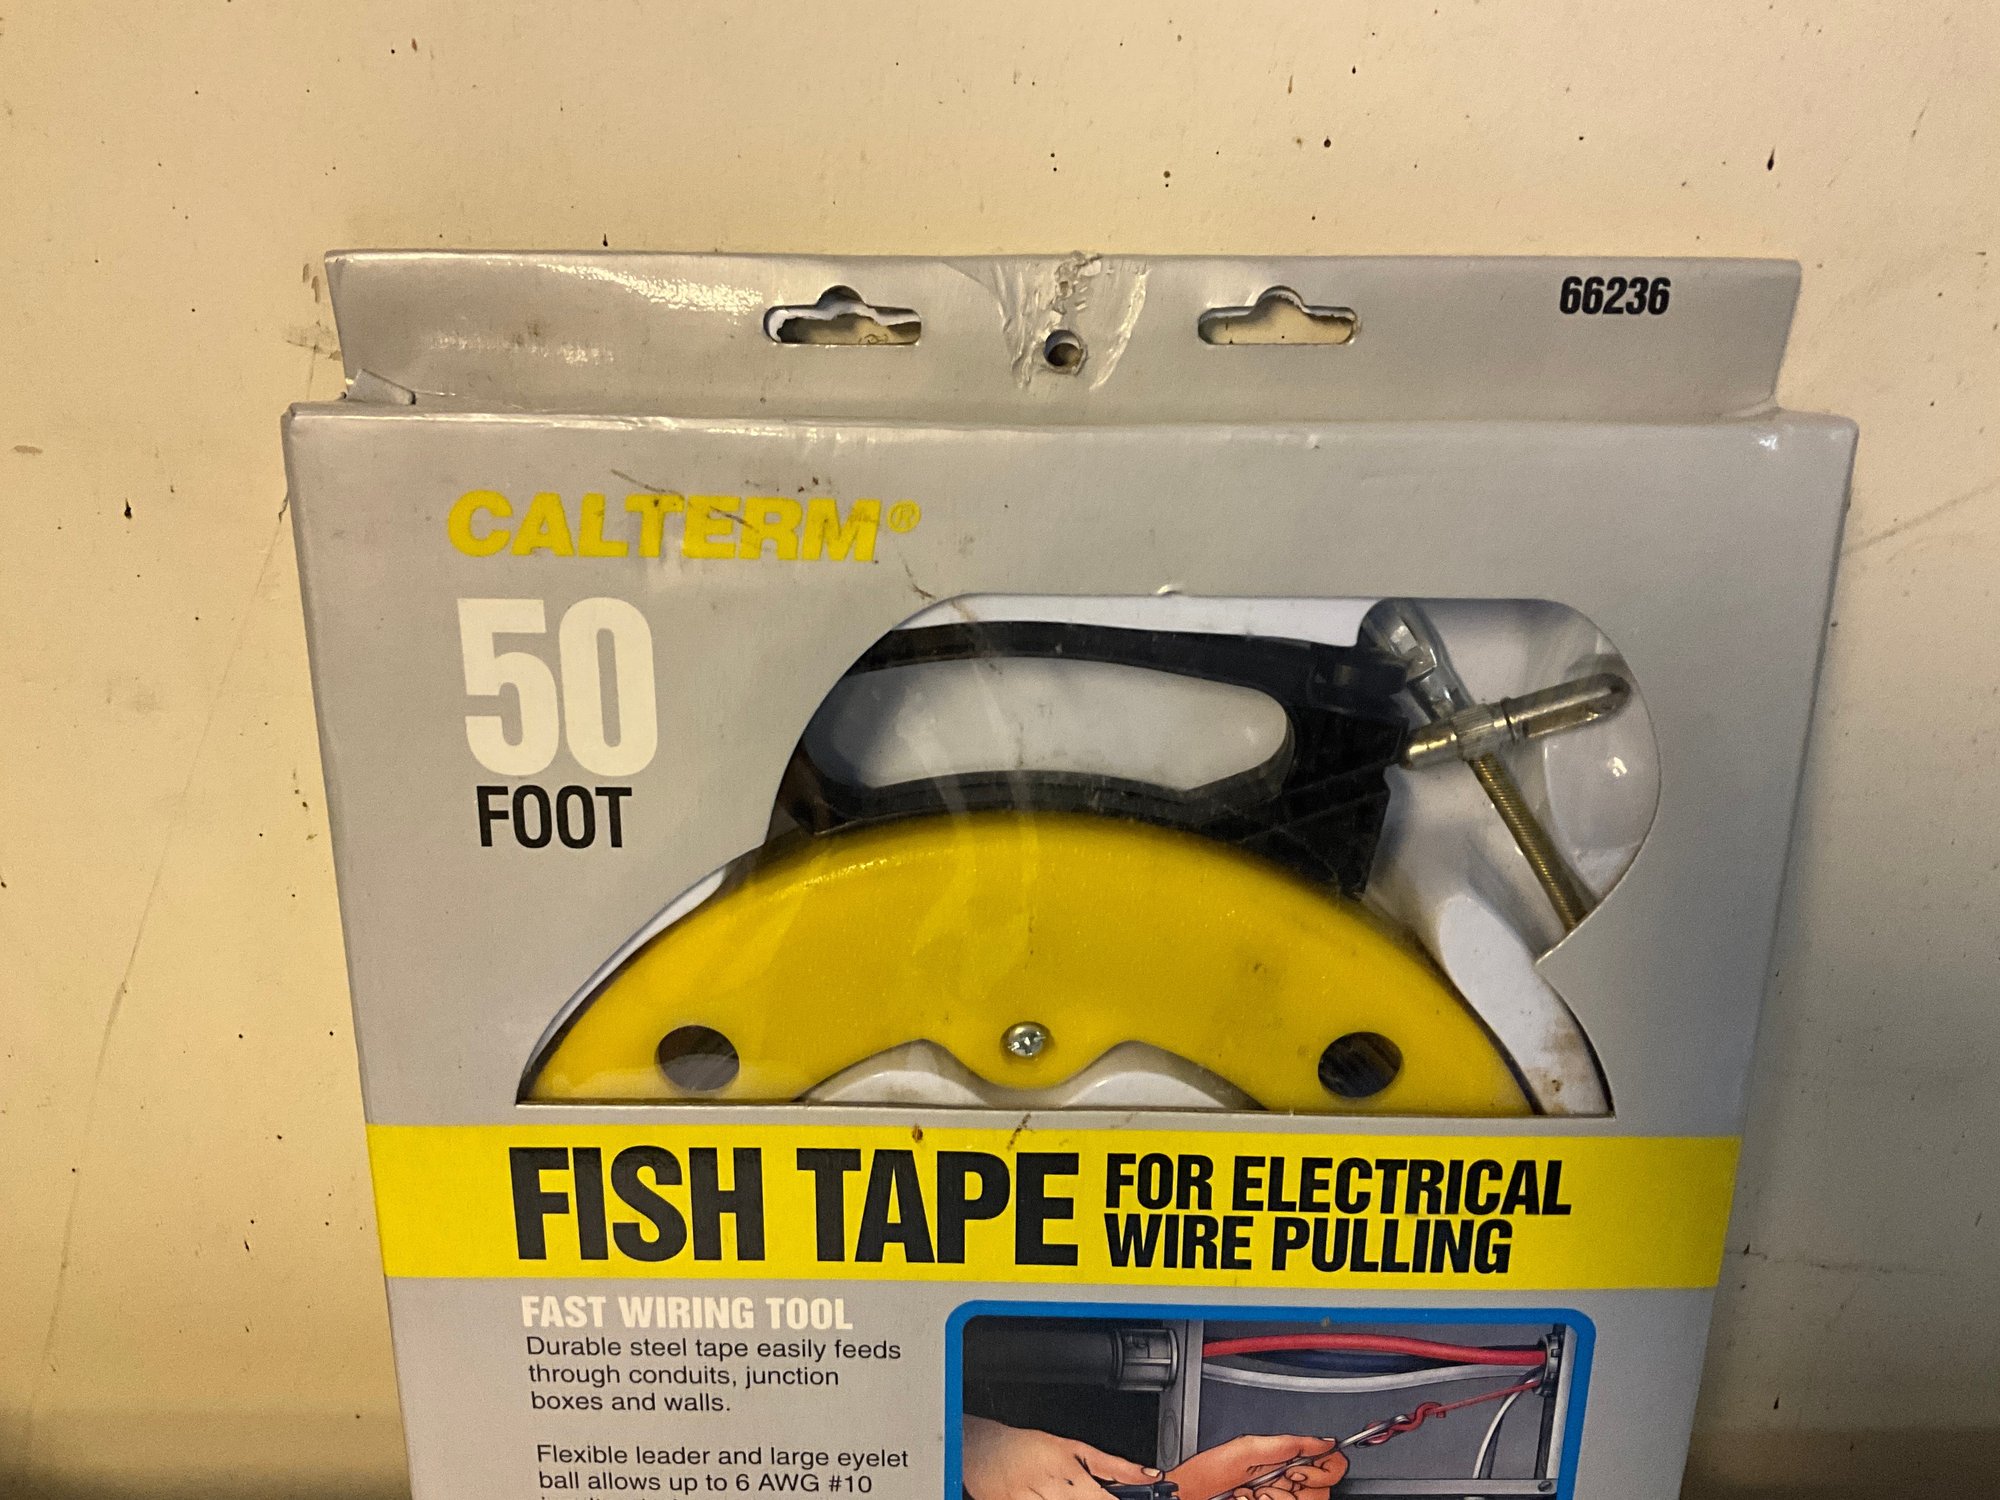 66236
CALTERM®
50
FOOT
FISH TAPE FOR ELECTRICAL
WIRE PULLING
FAST WIRING TOOL
Durable steel tape easily feeds
through conduits, junction
boxes and walls.
Flexible leader and large eyelet
ball allows up to 6 AWG #10